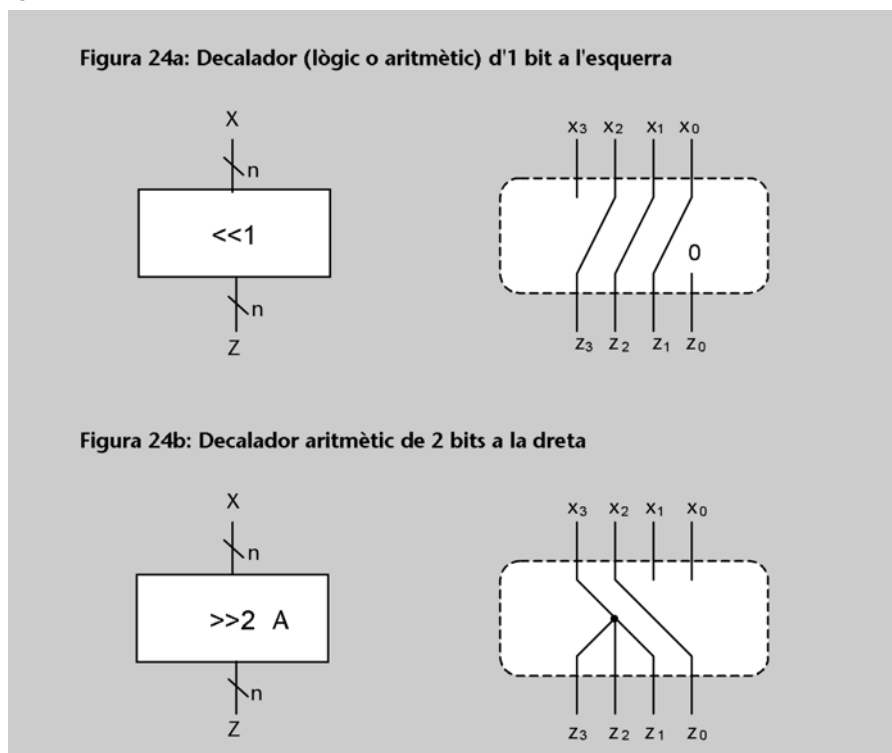 Figura 24a: Decalador (lògic o aritmètic) d'1 bit a l'esquerra
X
n
<<1
n
Z
x3 x2 x1 x0
0
z3 z2 z1 z0
Figura 24b: Decalador aritmètic de 2 bits a la dreta
X
n
>>2 A
n
Z
x3 x2 x1 x0
z3 z2 z1 z0